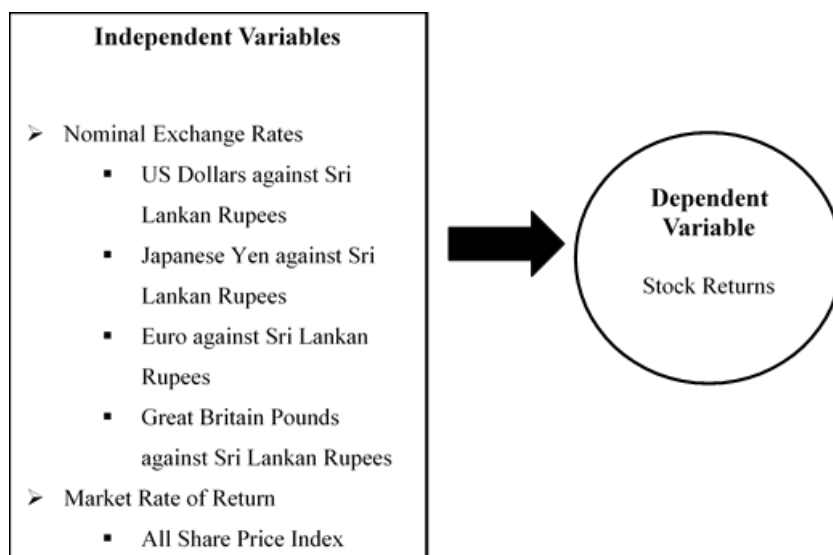 Independent Variables
➢ Nominal Exchange Rates
▪ US Dollars against Sri
Lankan Rupees
▪ Japanese Yen against Sri
Lankan Rupees
▪ Euro against Sri Lankan
Rupees
▪ Great Britain Pounds
against Sri Lankan Rupees
➢ Market Rate of Return
▪ All Share Price Index
Dependent
Variable
Stock Returns